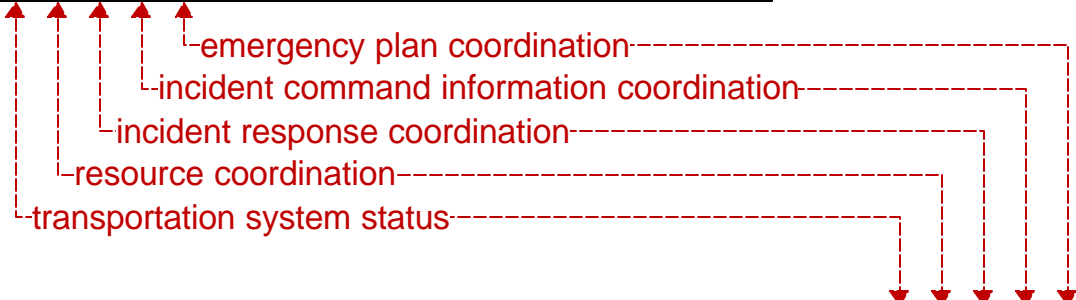 emergency plan coordination
incident command information coordination
incident response coordination
resource coordination
transportation system status